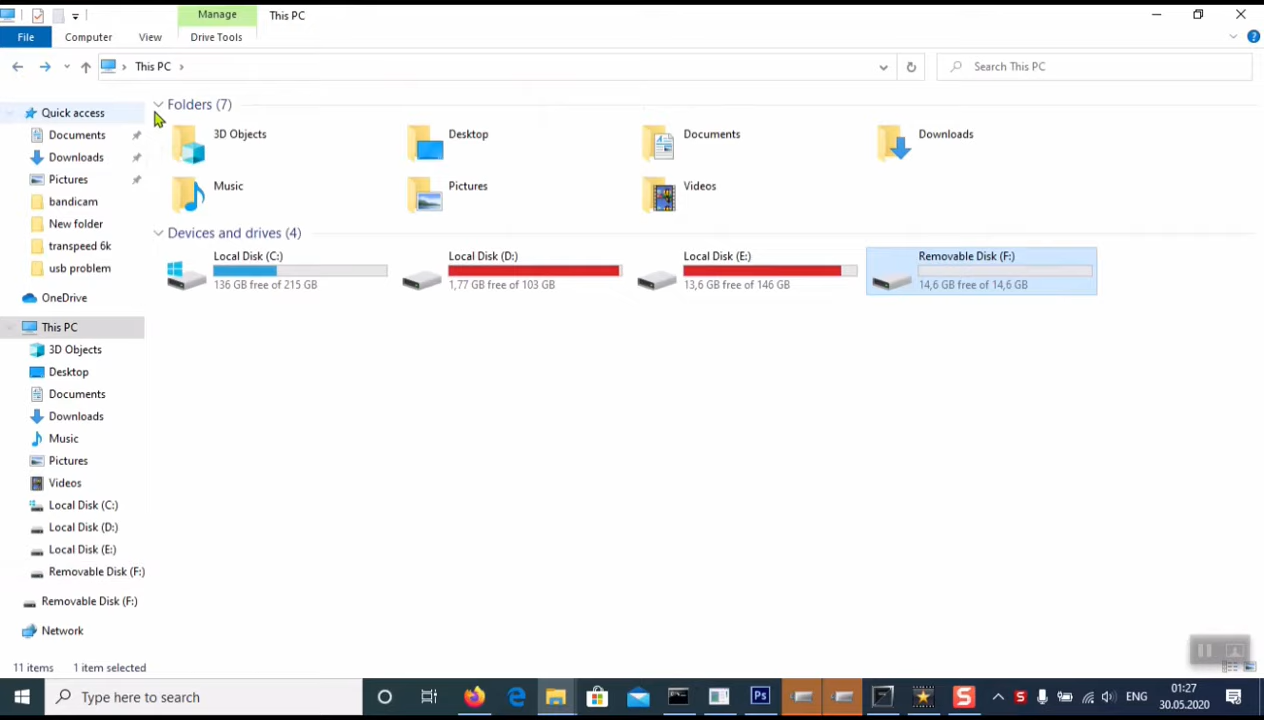 Manage
This PC
File
Computer
View
Drive Tools
This PC
Search This PC
Quick access
Documents
Downloads
Pictures
bandicam
New folder
transpeed 6k
usb problem
OneDrive
This PC
3D Objects
Desktop
Documents
Downloads
Music
Pictures
Videos
Local Disk (C:)
Local Disk (D:)
Local Disk (E:)
Removable Disk (F:)
Removable Disk (F:)
Network
Folders (7)
3D Objects
Desktop
Documents
Downloads
Music
Pictures
Videos
Devices and drives (4)
Local Disk (C:)
136 GB free of 215 GB
Local Disk (D:)
1,77 GB free of 103 GB
Local Disk (E:)
13,6 GB free of 146 GB
Removable Disk (F:)
14,6 GB free of 14,6 GB
11 items
1 item selected
Type here to search
Ps
S
S
ENG
01:27
30.05.2020